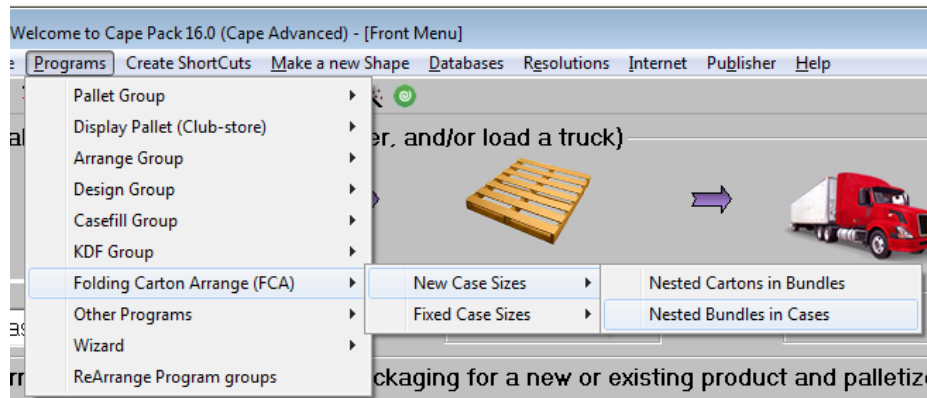 Welcome to Cape Pack 16.0 (Cape Advanced) - [Front Menu]
Programs Create ShortCuts Make a new Shape Databases Resolutions Internet Publisher Help
Pallet Group
Display Pallet (Club-store)
and/or load a truck)
Arrange Group
Design Group
Casefill Group
KDF Group
Folding Carton Arrange (FCA) New Case Sizes Nested Cartons in Bundles
Other Programs Fixed Case Sizes Nested Bundles in Cases
Wizard
ReArrange Program groups
for a new or existing product and